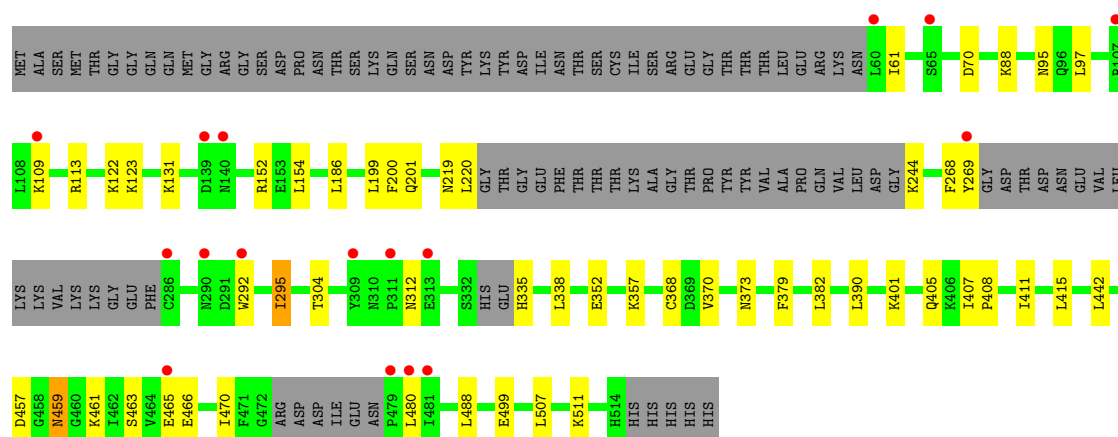 MET ALA SER MET THR GLY GLY GLN GLN MET GLY ARG GLY SER ASP PRO ASN THR SER LYS GLN SER ASN ASP TYR LYS TYR ASP ILE ASN THR SER CYS ILE SER ARG GLU GLY THR THR THR LEU GLU ARG LYS ASN L60 I61 S65 D70 K88 N95 Q96 L97 R107
L108 K109 R113 K122 K123 K131 D139 N140 R152 E153 L154 L186 L199 F200 Q201 N219 L220 GLY THR GLY GLU PHE THR THR THR LYS ALA GLY THR PRO TYR TYR VAL ALA PRO GLN VAL LEU ASP GLY K244 F268 Y269 GLY ASP THR ASP ASN GLU VAL LEU
LYS LYS VAL LYS LYS GLY GLU PHE C286 N290 D291 W292 I295 T304 Y309 N310 P311 N312 E313 S332 HIS GLU H335 L338 E352 K357 C368 D369 V370 N373 F379 L382 L390 K401 Q405 K406 I407 P408 I411 L415 L442
D457 G458 N459 G460 K461 I462 S463 V464 E465 E466 I470 F471 G472 ARG ASP ASP ILE GLU ASN P479 L480 I481 L488 E499 L507 K511 H514 HIS HIS HIS HIS HIS